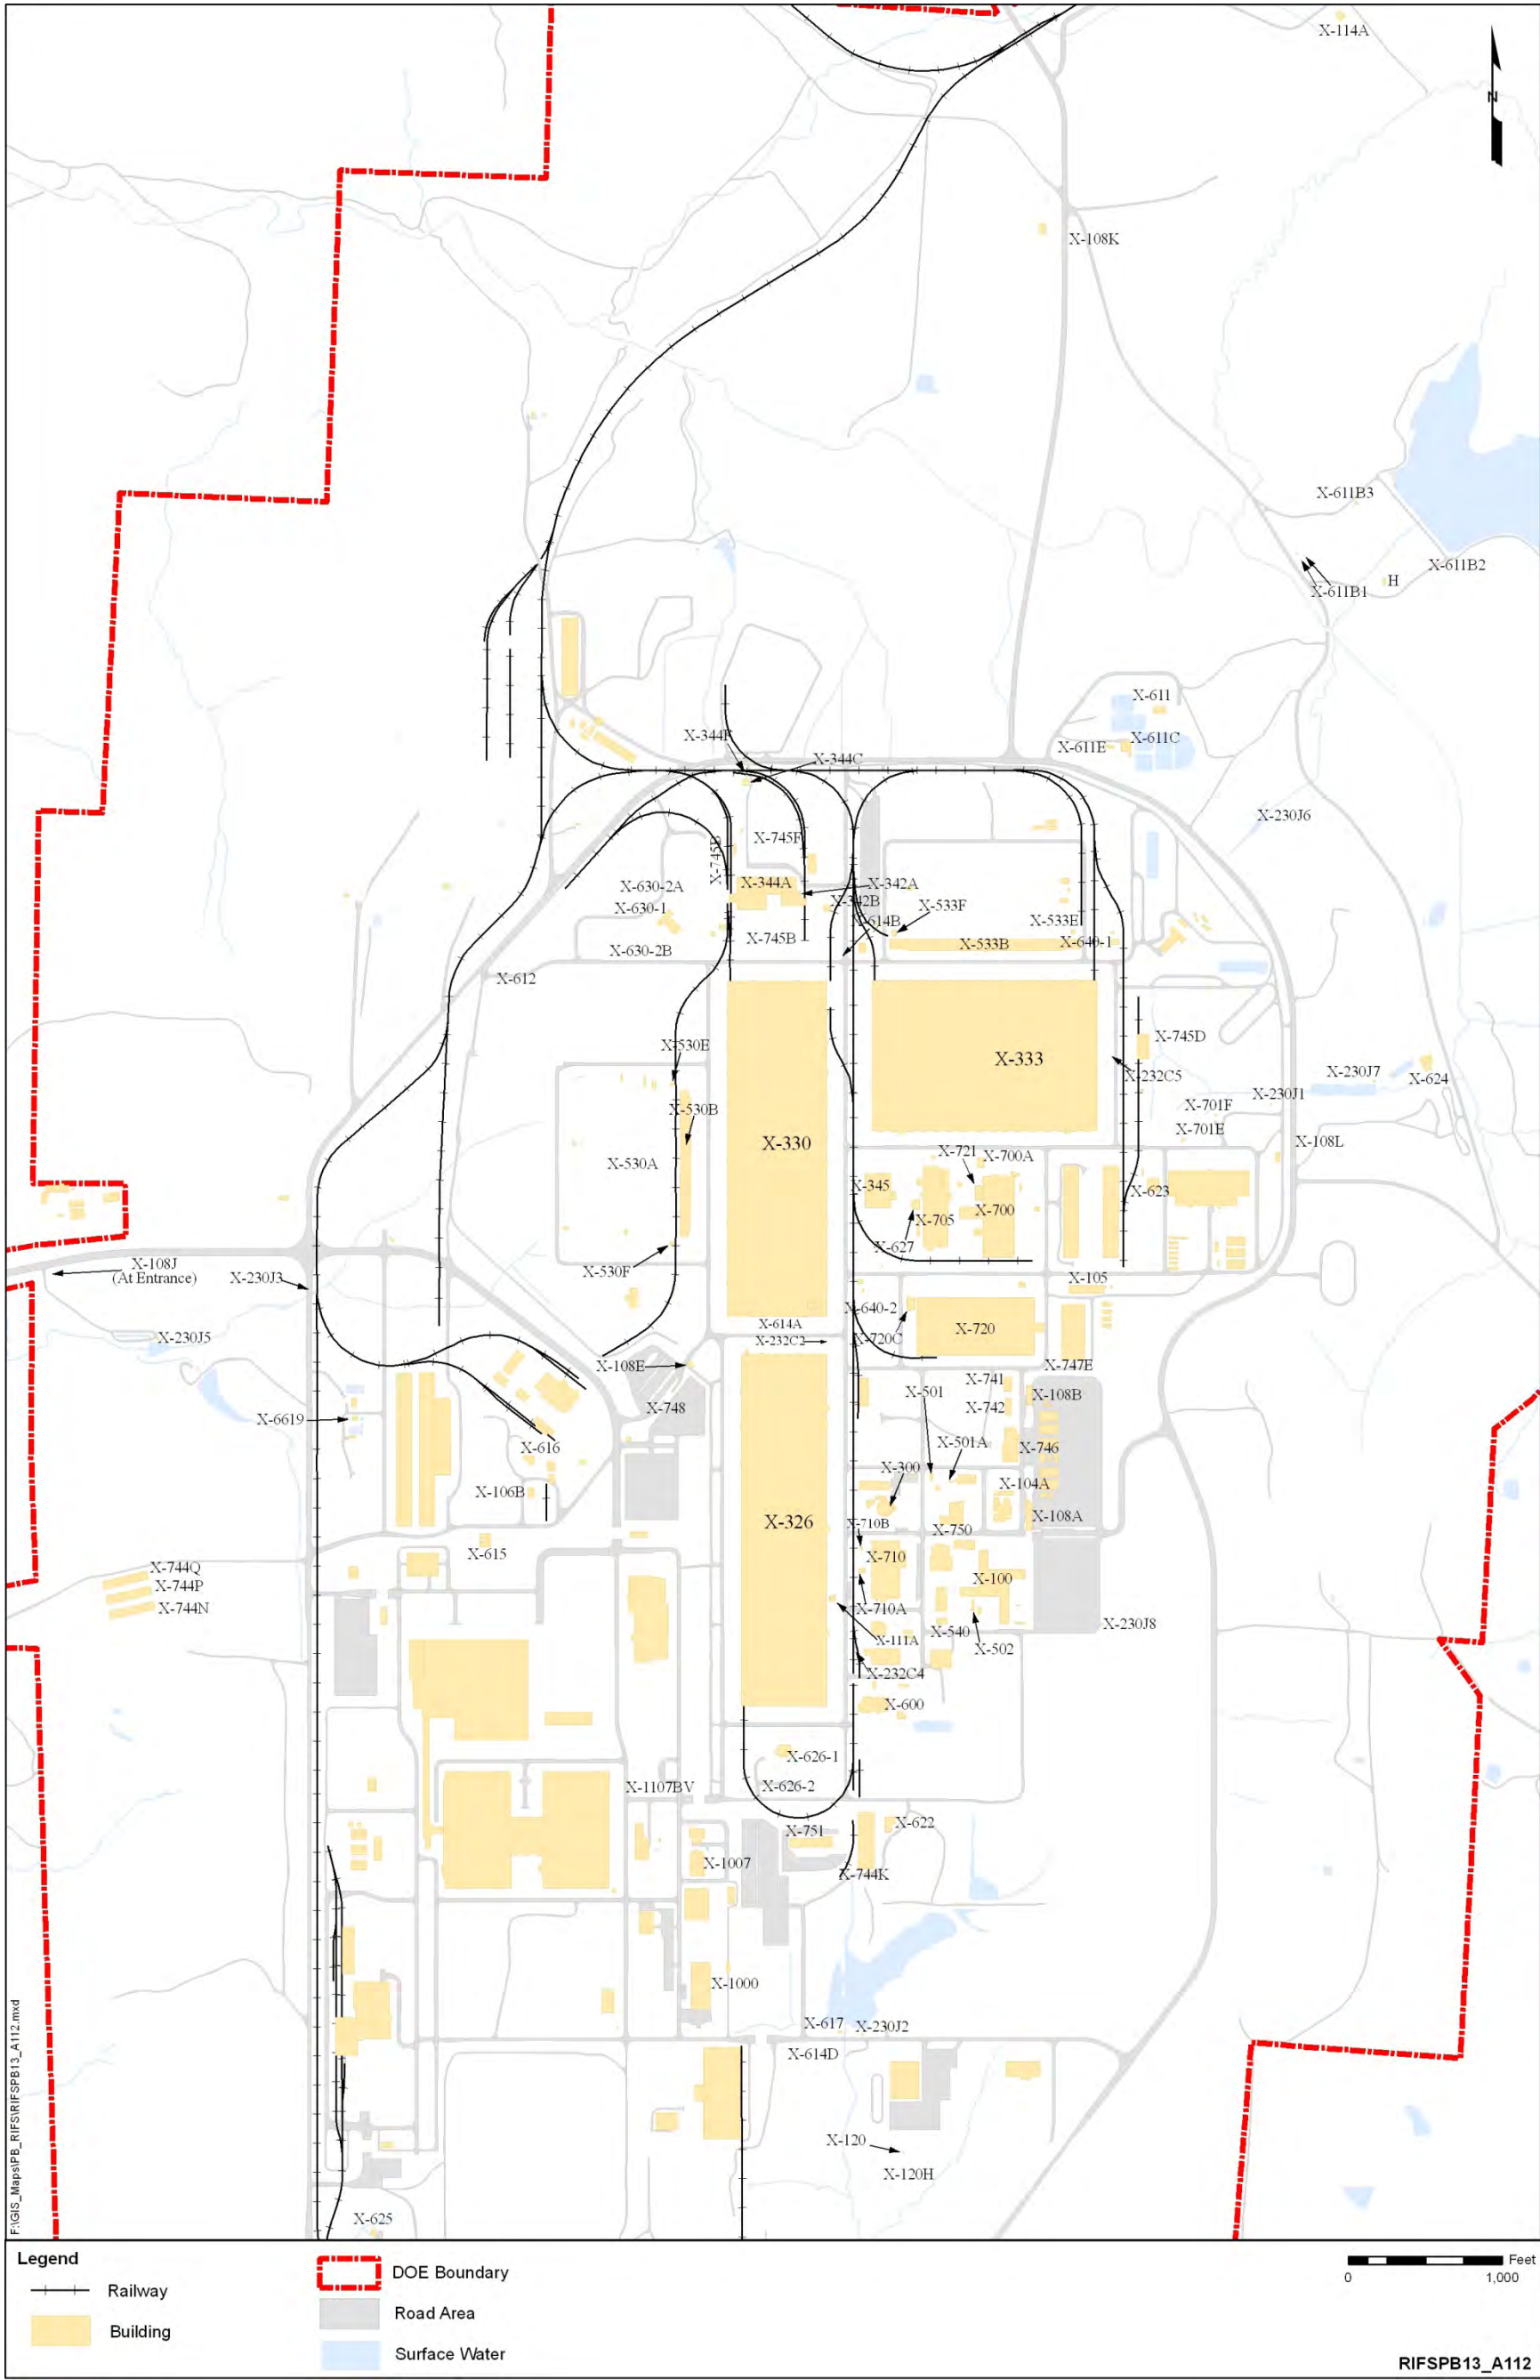 X-114A
N
X-108K
X-611B3
X-611B2
H
X-611B1
X-611
X-344F
X-611C
X-611E
X-344C
X-230J6
X-745F
X-745B
X-630-2A
X-344A
X-342A
X-630-1
X-342B
X-533F
X-614B
X-533E
X-745B
X-533B
X-640-1
X-630-2B
X-612
X-745D
X-530E
X-333
X-232C5
X-230J7
X-624
X-230J1
X-530B
X-701F
X-701E
X-330
X-108L
X-721
X-700A
X-530A
X-345
X-623
X-705
X-700
X-627
X-108J
(At Entrance)
X-230J3
X-530F
X-105
X-640-2
X-614A
X-720
X-230J5
X-232C2
X-720C
X-108E
X-747E
X-741
X-501
X-108B
X-748
X-742
X-6619
X-501A
X-616
X-746
X-300
X-104A
X-106B
X-108A
X-326
X-710B
X-750
X-615
X-710
X-744Q
X-100
X-744P
X-744N
X-710A
X-230J8
X-540
X-111A
X-502
X-232C4
X-600
X-626-1
X-1107BV
X-626-2
X-622
X-751
X-1007
X-744K
X-1000
X-617
X-230J2
X-614D
X-120
X-120H
X-625
F:\GIS_Maps\PB_RIFS\RIFSPB13_A112.mxd
Legend
Railway
Building
DOE Boundary
Road Area
Surface Water
Feet
0 1,000
RIFSPB13_A112